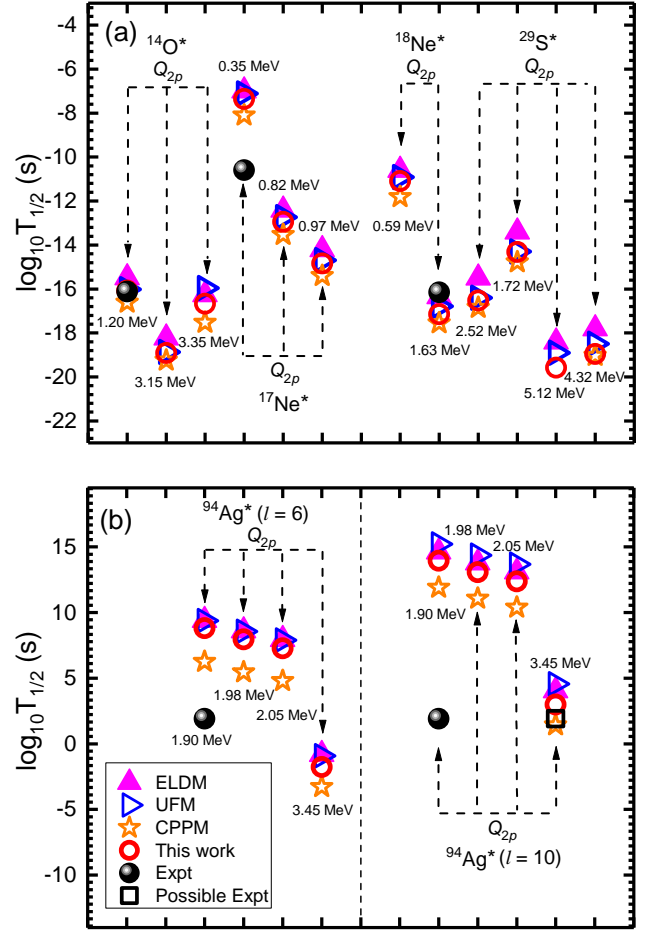 (a)
¹⁴O*
Q₂ₚ
0.35 MeV
¹⁸Ne*
Q₂ₚ
²⁹S*
Q₂ₚ
0.82 MeV
0.97 MeV
0.59 MeV
1.20 MeV
3.35 MeV
3.15 MeV
Q₂ₚ
¹⁷Ne*
1.63 MeV
2.52 MeV
1.72 MeV
5.12 MeV
4.32 MeV
-4
-6
-8
-10
-12
-14
-16
-18
-20
-22
log₁₀T₁/₂ (s)
(b)
⁹⁴Ag* (l = 6)
Q₂ₚ
1.98 MeV
2.05 MeV
1.90 MeV
3.45 MeV
1.98 MeV
2.05 MeV
1.90 MeV
3.45 MeV
Q₂ₚ
⁹⁴Ag* (l = 10)
15
10
5
0
-5
-10
log₁₀T₁/₂ (s)
ELDM
UFM
CPPM
This work
Expt
Possible Expt